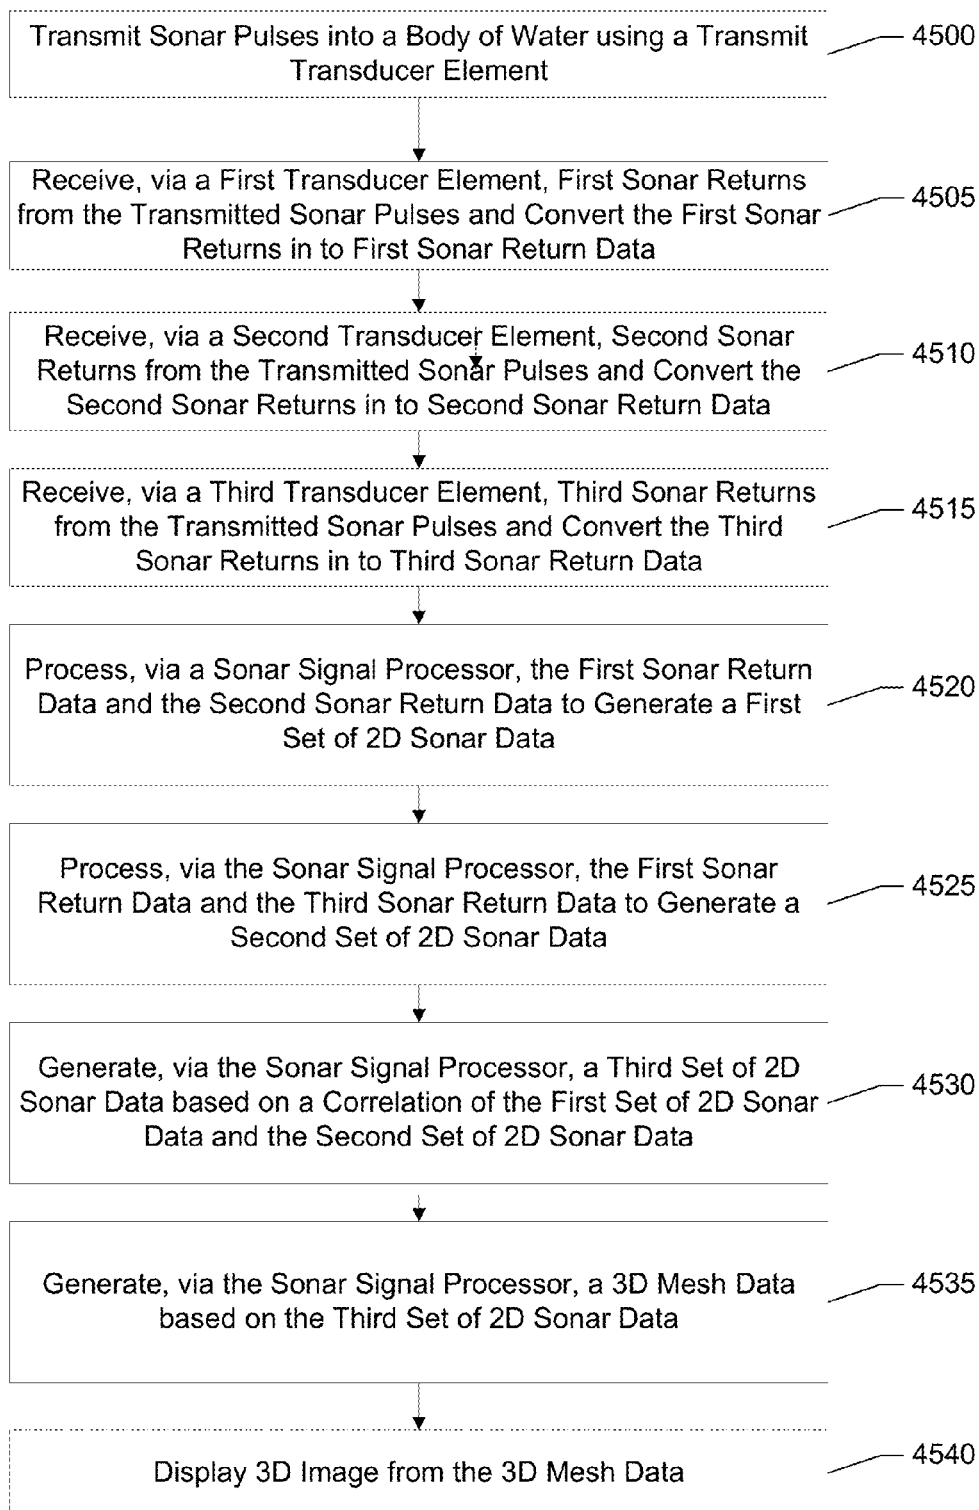 Transmit Sonar Pulses into a Body of Water using a Transmit
Transducer Element
4500
Receive, via a First Transducer Element, First Sonar Returns
from the Transmitted Sonar Pulses and Convert the First Sonar
Returns in to First Sonar Return Data
4505
Receive, via a Second Transducer Element, Second Sonar
Returns from the Transmitted Sonar Pulses and Convert the
Second Sonar Returns in to Second Sonar Return Data
4510
Receive, via a Third Transducer Element, Third Sonar Returns
from the Transmitted Sonar Pulses and Convert the Third
Sonar Returns in to Third Sonar Return Data
4515
Process, via a Sonar Signal Processor, the First Sonar Return
Data and the Second Sonar Return Data to Generate a First
Set of 2D Sonar Data
4520
Process, via the Sonar Signal Processor, the First Sonar
Return Data and the Third Sonar Return Data to Generate a
Second Set of 2D Sonar Data
4525
Generate, via the Sonar Signal Processor, a Third Set of 2D
Sonar Data based on a Correlation of the First Set of 2D Sonar
Data and the Second Set of 2D Sonar Data
4530
Generate, via the Sonar Signal Processor, a 3D Mesh Data
based on the Third Set of 2D Sonar Data
4535
Display 3D Image from the 3D Mesh Data
4540